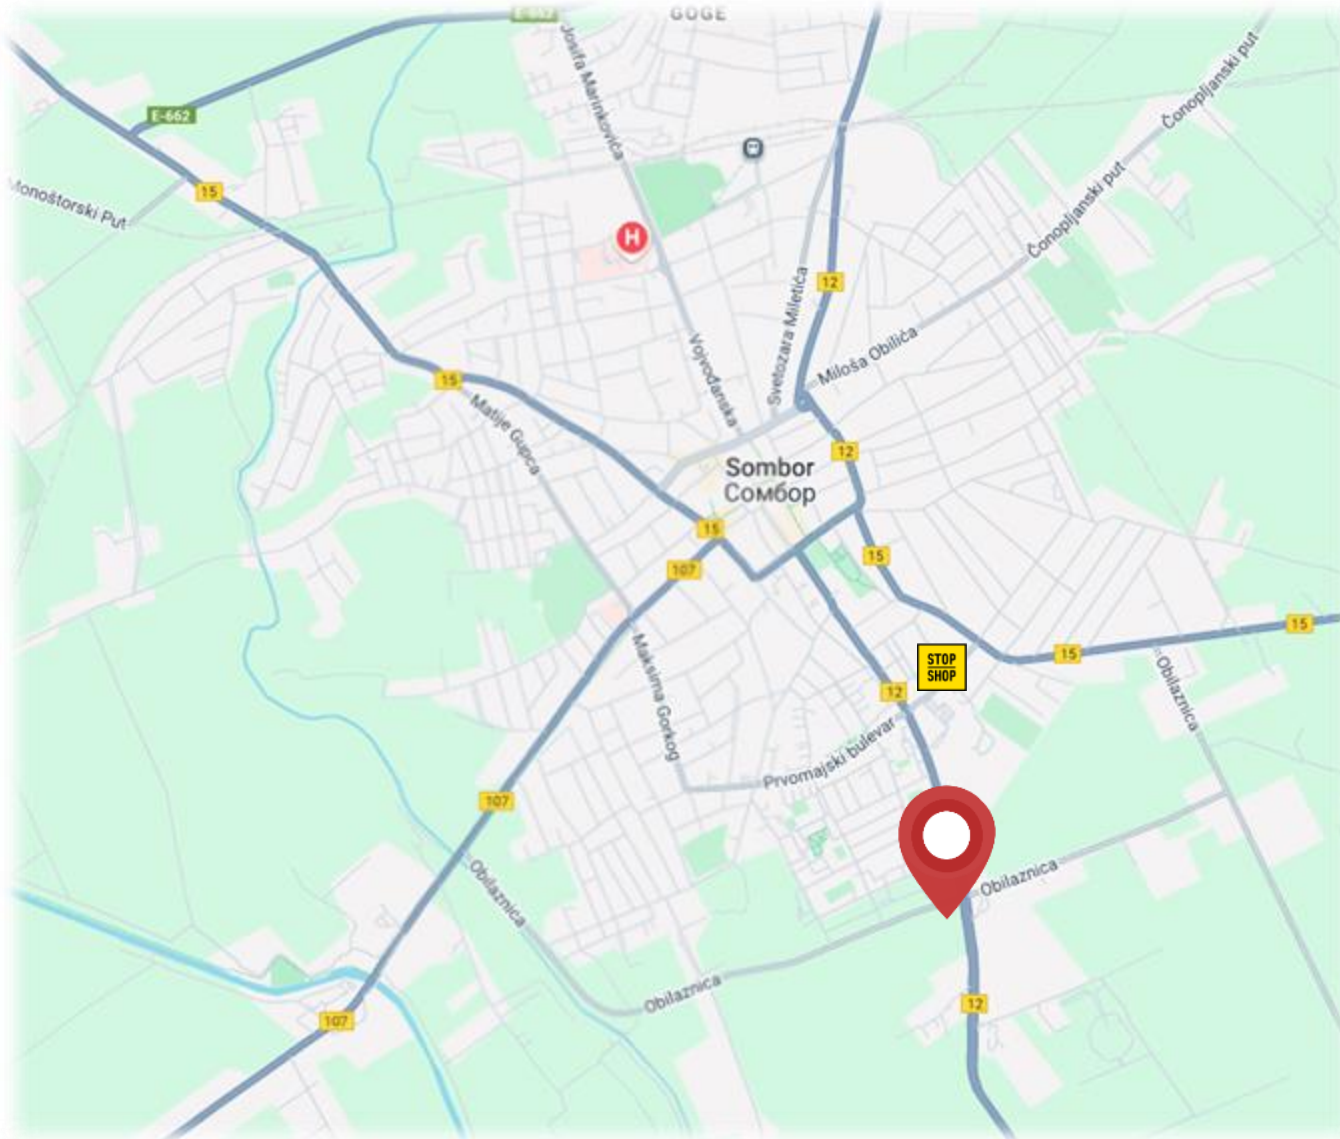 E-662
GOGE
Josifa Marinkovića
Čonopljanski put
E-662
15
Monoštorski Put
Čonopljanski put
H
12
Svetozara Miletića
Vojvođanska
Miloša Obilića
15
Matije Gupca
12
Sombor
Сомбор
15
107
15
15
15
STOP
SHOP
12
Maksima Gorkog
Obilaznica
Prvomajski bulevar
107
Obilaznica
Obilaznica
Obilaznica
12
107